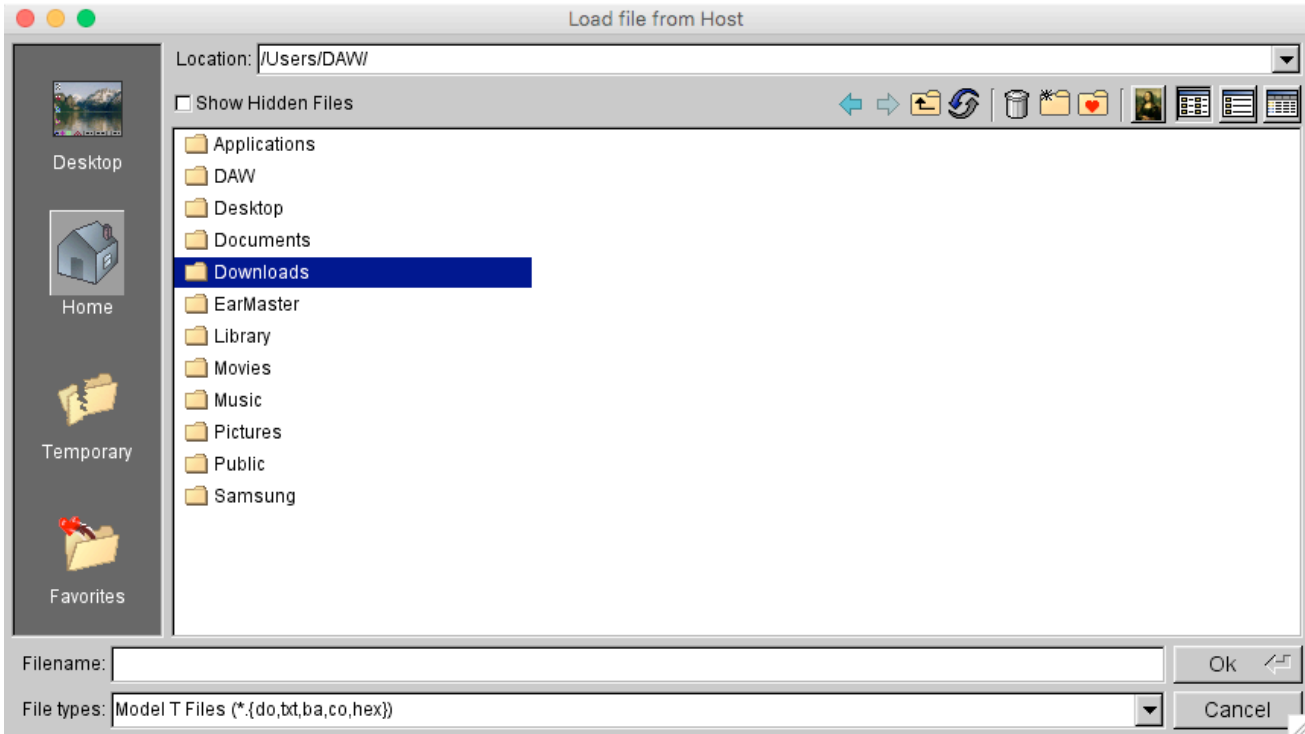 Load file from Host
Location: /Users/DAW/
Show Hidden Files
Desktop
Home
Temporary
Favorites
Applications
DAW
Desktop
Documents
Downloads
EarMaster
Library
Movies
Music
Pictures
Public
Samsung
Filename:
Ok
File types: Model T Files (*.{do,txt,ba,co,hex})
Cancel